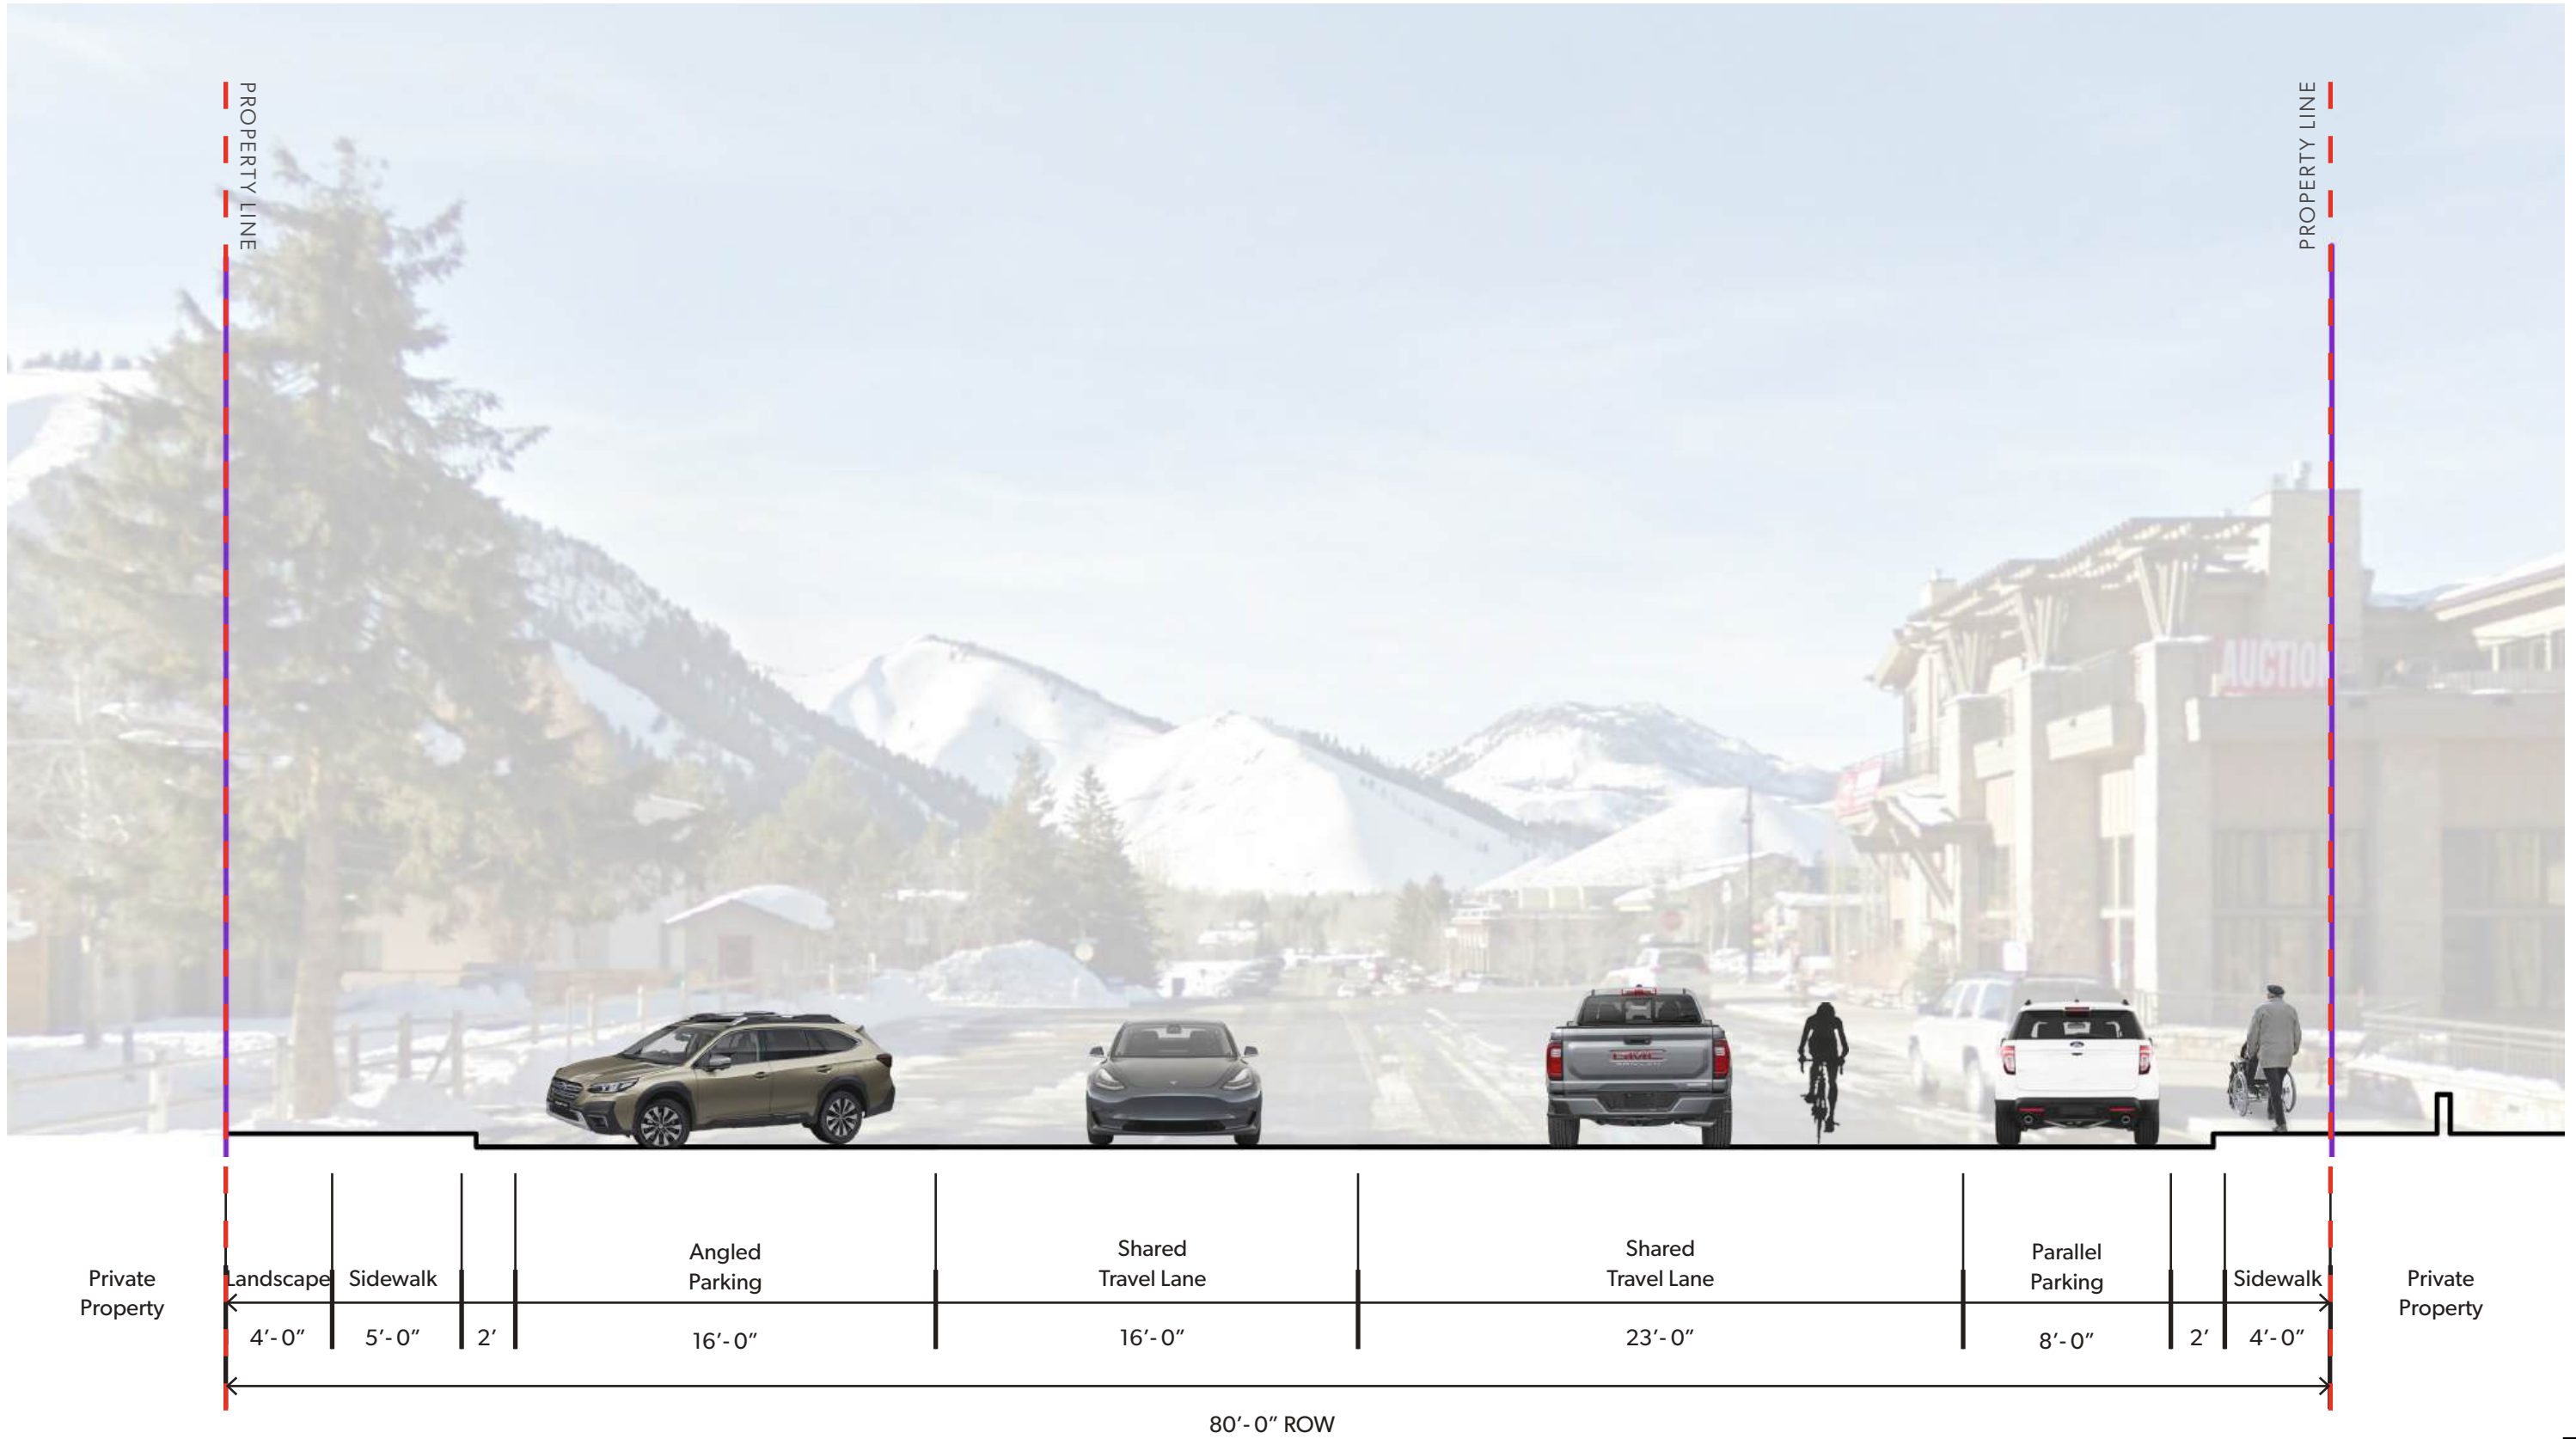 PROPERTY LINE
PROPERTY LINE
AUCTION
GMC
Private
Property
Landscape
Sidewalk
Angled
Parking
Shared
Travel Lane
Shared
Travel Lane
Parallel
Parking
Sidewalk
Private
Property
4’-0”
5’-0”
2’
16’-0”
16’-0”
23’-0”
8’-0”
2’
4’-0”
80’-0” ROW